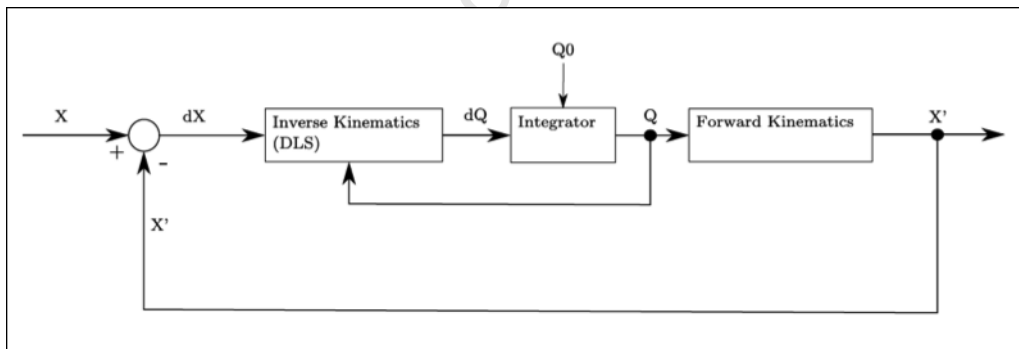 Q0
X
dX
Inverse Kinematics
(DLS)
dQ
Integrator
Q
Forward Kinematics
X'
+
-
X'